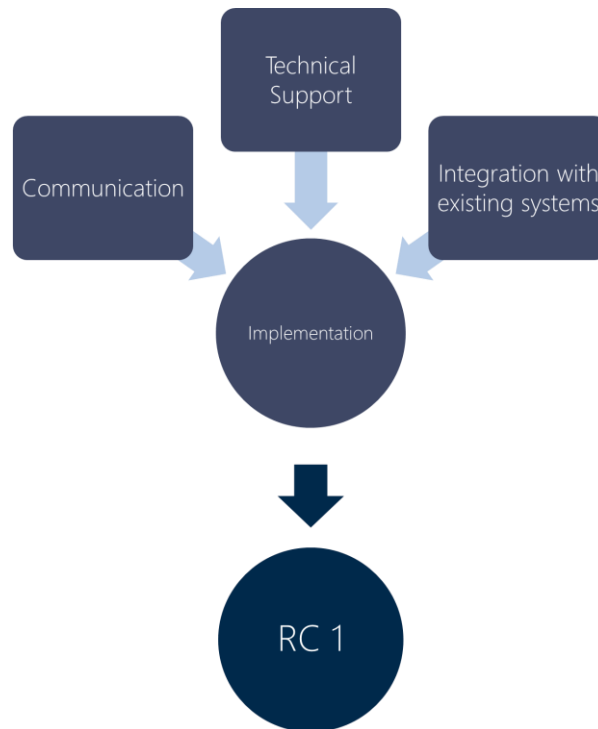 Technical
Support
Communication
Integration with
existing systems
Implementation
RC 1